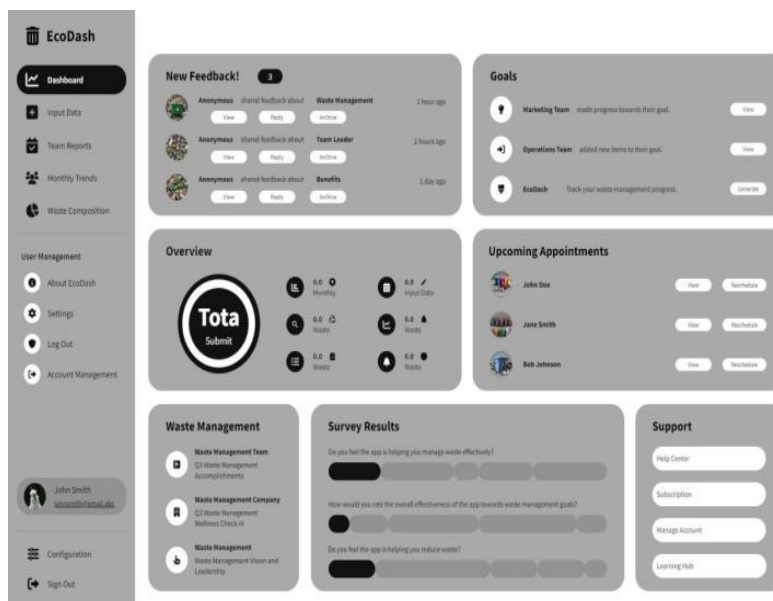 EcoDash
Dashboard
Input Data
Team Reports
Monthly Trends
Waste Composition
User Management
About EcoDash
Settings
Log Out
Account Management
John Smith
johnsmith@email.abc
Configuration
Sign Out
New Feedback! 3
Anonymous shared feedback about Waste Management 1 hour ago
View Reply Archive
Anonymous shared feedback about Team Leader 2 hours ago
View Reply Archive
Anonymous shared feedback about Benefits 1 day ago
View Reply Archive
Goals
Marketing Team made progress towards their goal. View
Operations Team added new items to their goal. View
EcoDash Track your waste management progress. Generate
Overview
Tota
Submit
0.0
Monthly
0.0
Input Data
0.0
Waste
0.0
Waste
0.0
Waste
0.0
Waste
Upcoming Appointments
John Doe View Reschedule
Jane Smith View Reschedule
Bob Johnson View Reschedule
Waste Management
Waste Management Team
Q3 Waste Management
Accomplishments
Waste Management Company
Q3 Waste Management
Wellness Check-in
Waste Management
Waste Management Vision and
Leadership
Survey Results
Do you feel the app is helping you manage waste effectively?
How would you rate the overall effectiveness of the app towards waste management goals?
Do you feel the app is helping you reduce waste?
Support
Help Center
Subscription
Manage Account
Learning Hub